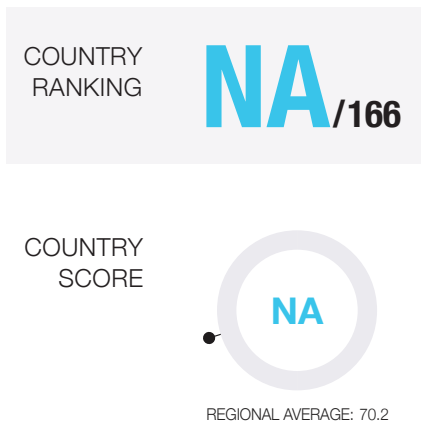 COUNTRY
RANKING
NA/166
COUNTRY
SCORE
NA
REGIONAL AVERAGE: 70.2